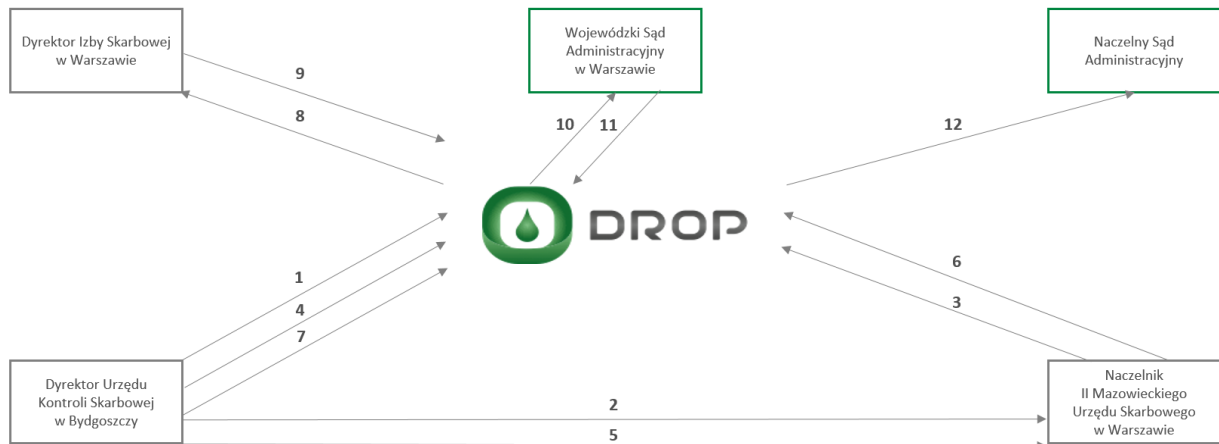 Dyrektor Izby Skarbowej
w Warszawie
Wojewódzki Sąd
Administracyjny
w Warszawie
Naczelny Sąd
Administracyjny
9
8
10
11
12
DROP
1
4
7
6
3
Dyrektor Urzędu
Kontroli Skarbowej
w Bydgoszczy
2
5
Naczelnik
II Mazowieckiego
Urzędu Skarbowego
w Warszawie